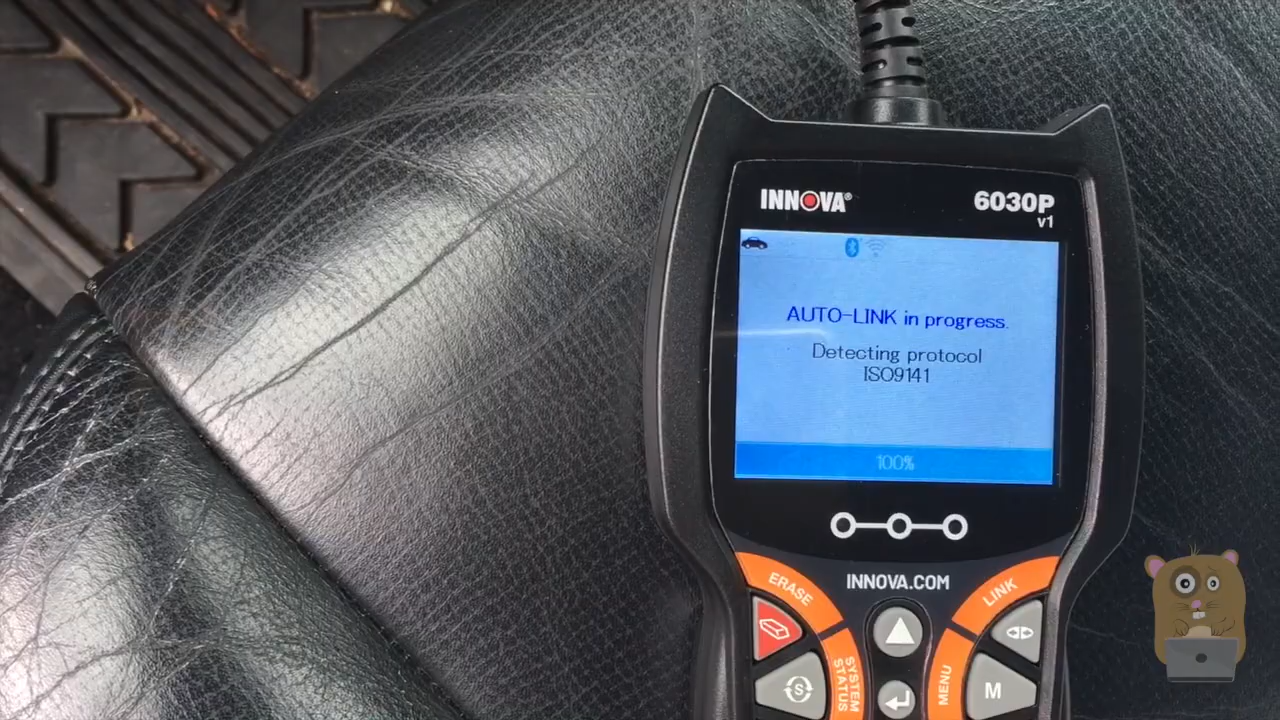 INNOVA®
6030P
v1
AUTO-LINK in progress.
Detecting protocol
ISO9141
100%
INNOVA.COM
ERASE
LINK
SYSTEM
STATUS
MENU
S
M